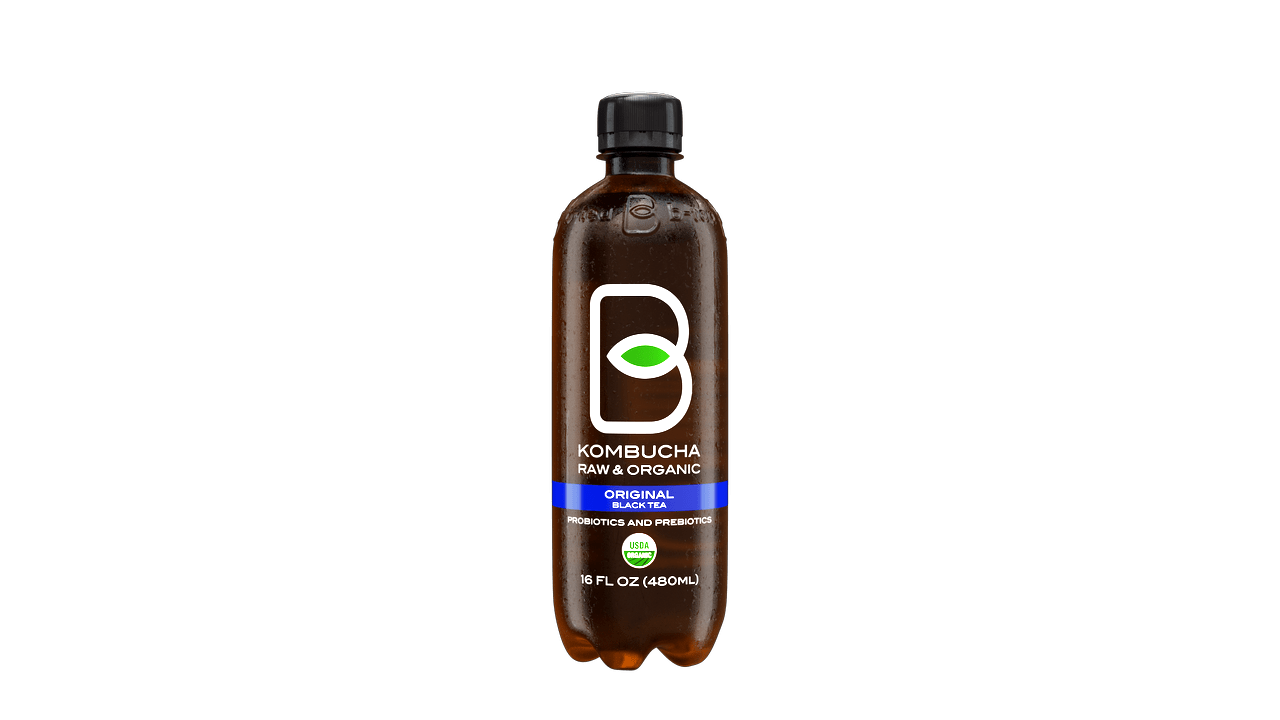 B
KOMBUCHA
RAW & ORGANIC
ORIGINAL
BLACK TEA
PROBIOTICS AND PREBIOTICS
USDA
ORGANIC
16 FL OZ (480ML)